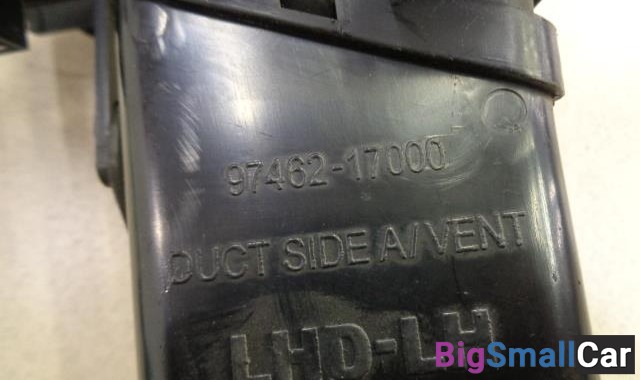 Q
97462-17000
DUCT SIDE A/VENT
LHD-LH
BigSmallCar